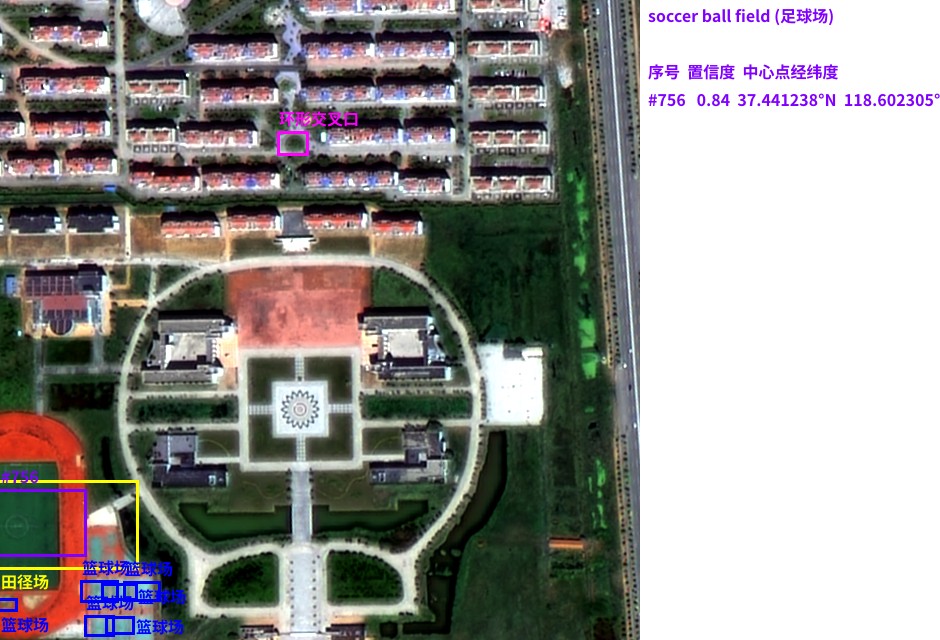 soccer ball field (足球场)
序号 置信度 中心点经纬度
#756 0.84 37.441238°N 118.602305°
环形交叉口
#756
田径场
篮球场
篮球场
篮球场
篮球场
篮球场
篮球场